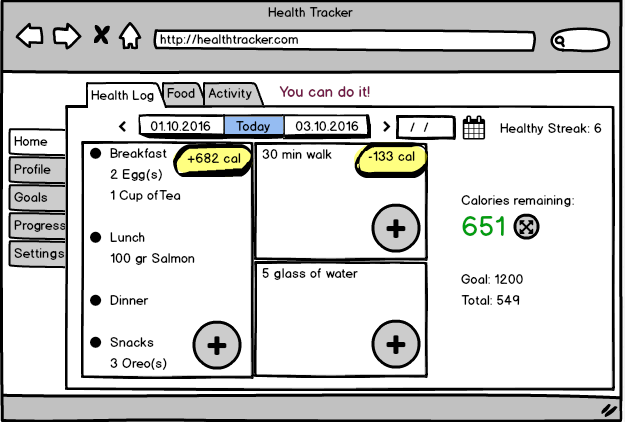 Health Tracker
http://healthtracker.com
Health Log
Food
Activity
You can do it!
01.10.2016
Today
03.10.2016
/ /
Healthy Streak: 6
Home
Profile
Goals
Progress
Settings
Breakfast
+682 cal
2 Egg(s)
1 Cup of Tea
Lunch
100 gr Salmon
Dinner
Snacks
3 Oreo(s)
30 min walk
-133 cal
5 glass of water
Calories remaining:
651
Goal: 1200
Total: 549